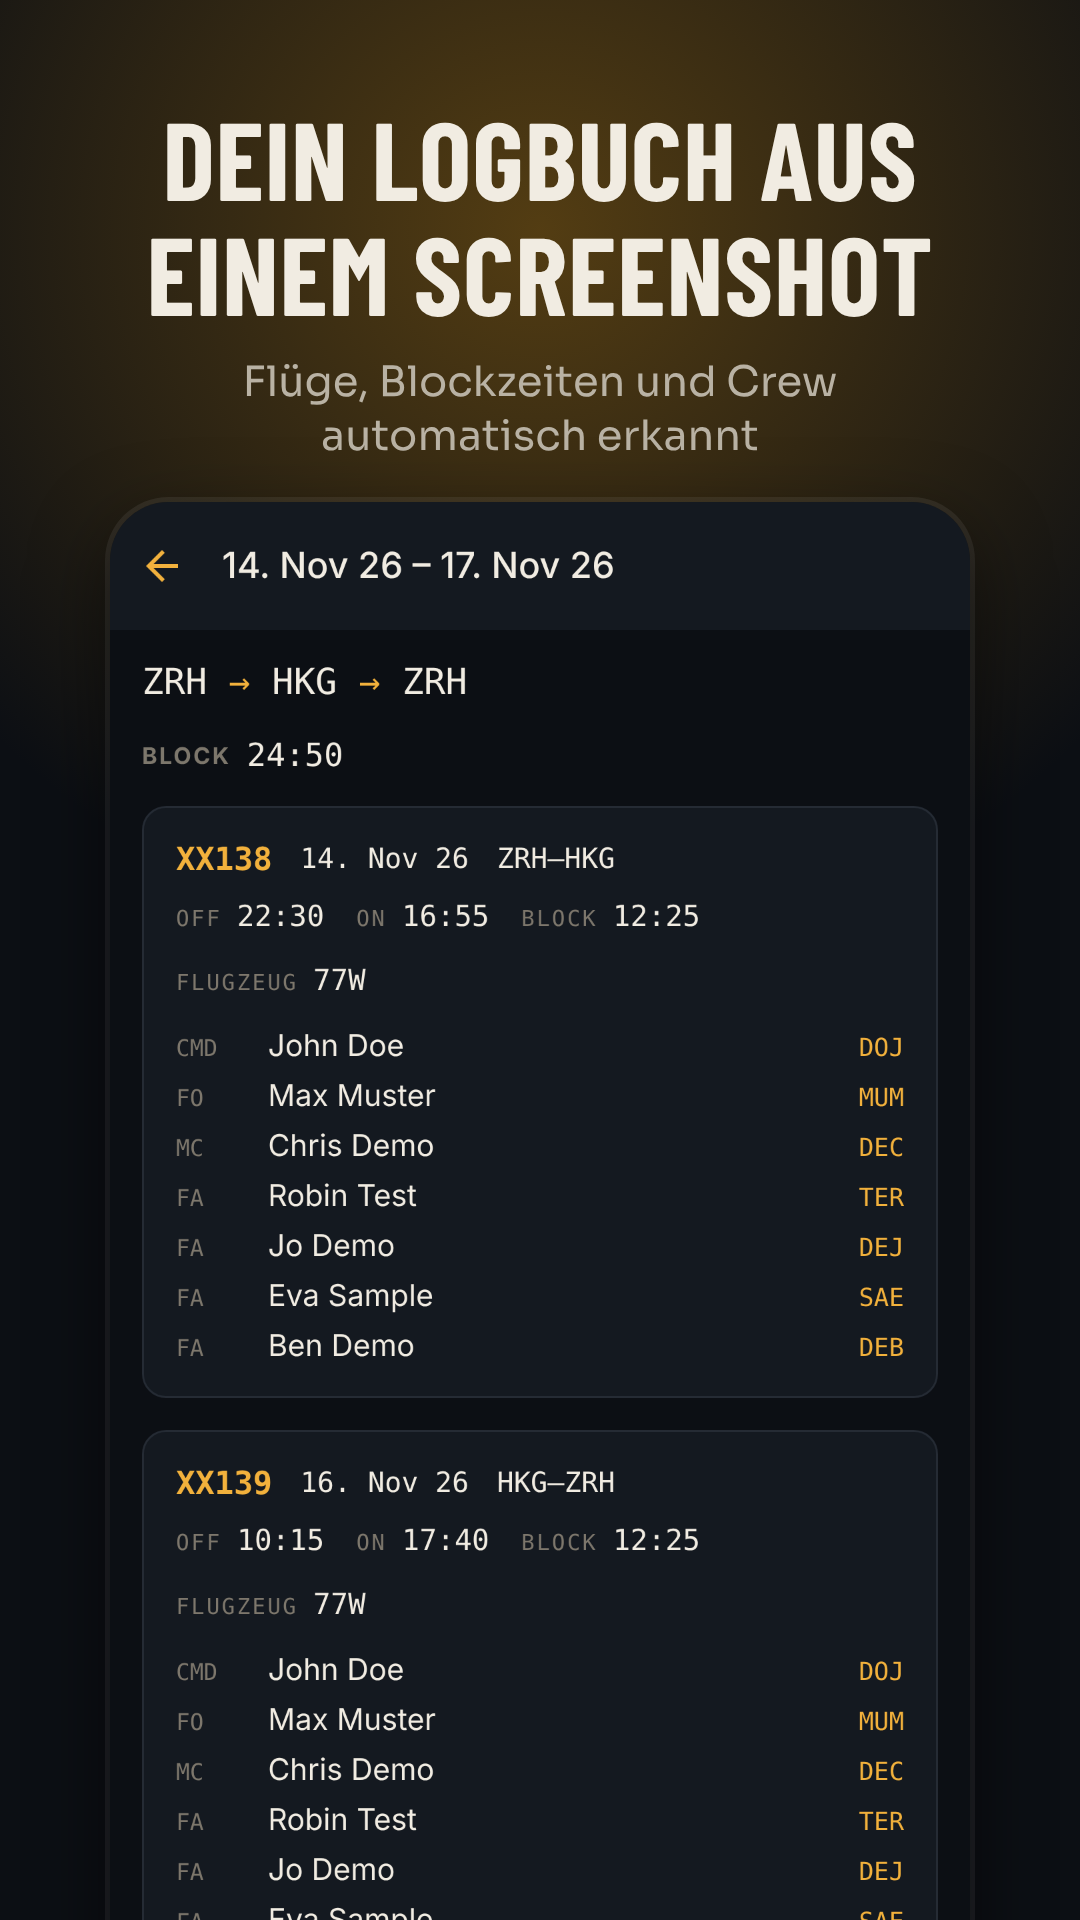 DEIN LOGBUCH AUS
EINEM SCREENSHOT
Flüge, Blockzeiten und Crew
automatisch erkannt
← 14. Nov 26 – 17. Nov 26
ZRH → HKG → ZRH
BLOCK 24:50
XX138 14. Nov 26 ZRH–HKG
OFF 22:30 ON 16:55 BLOCK 12:25
FLUGZEUG 77W
CMD John Doe DOJ
FO Max Muster MUM
MC Chris Demo DEC
FA Robin Test TER
FA Jo Demo DEJ
FA Eva Sample SAE
FA Ben Demo DEB
XX139 16. Nov 26 HKG–ZRH
OFF 10:15 ON 17:40 BLOCK 12:25
FLUGZEUG 77W
CMD John Doe DOJ
FO Max Muster MUM
MC Chris Demo DEC
FA Robin Test TER
FA Jo Demo DEJ
FA Eva Sample SAE